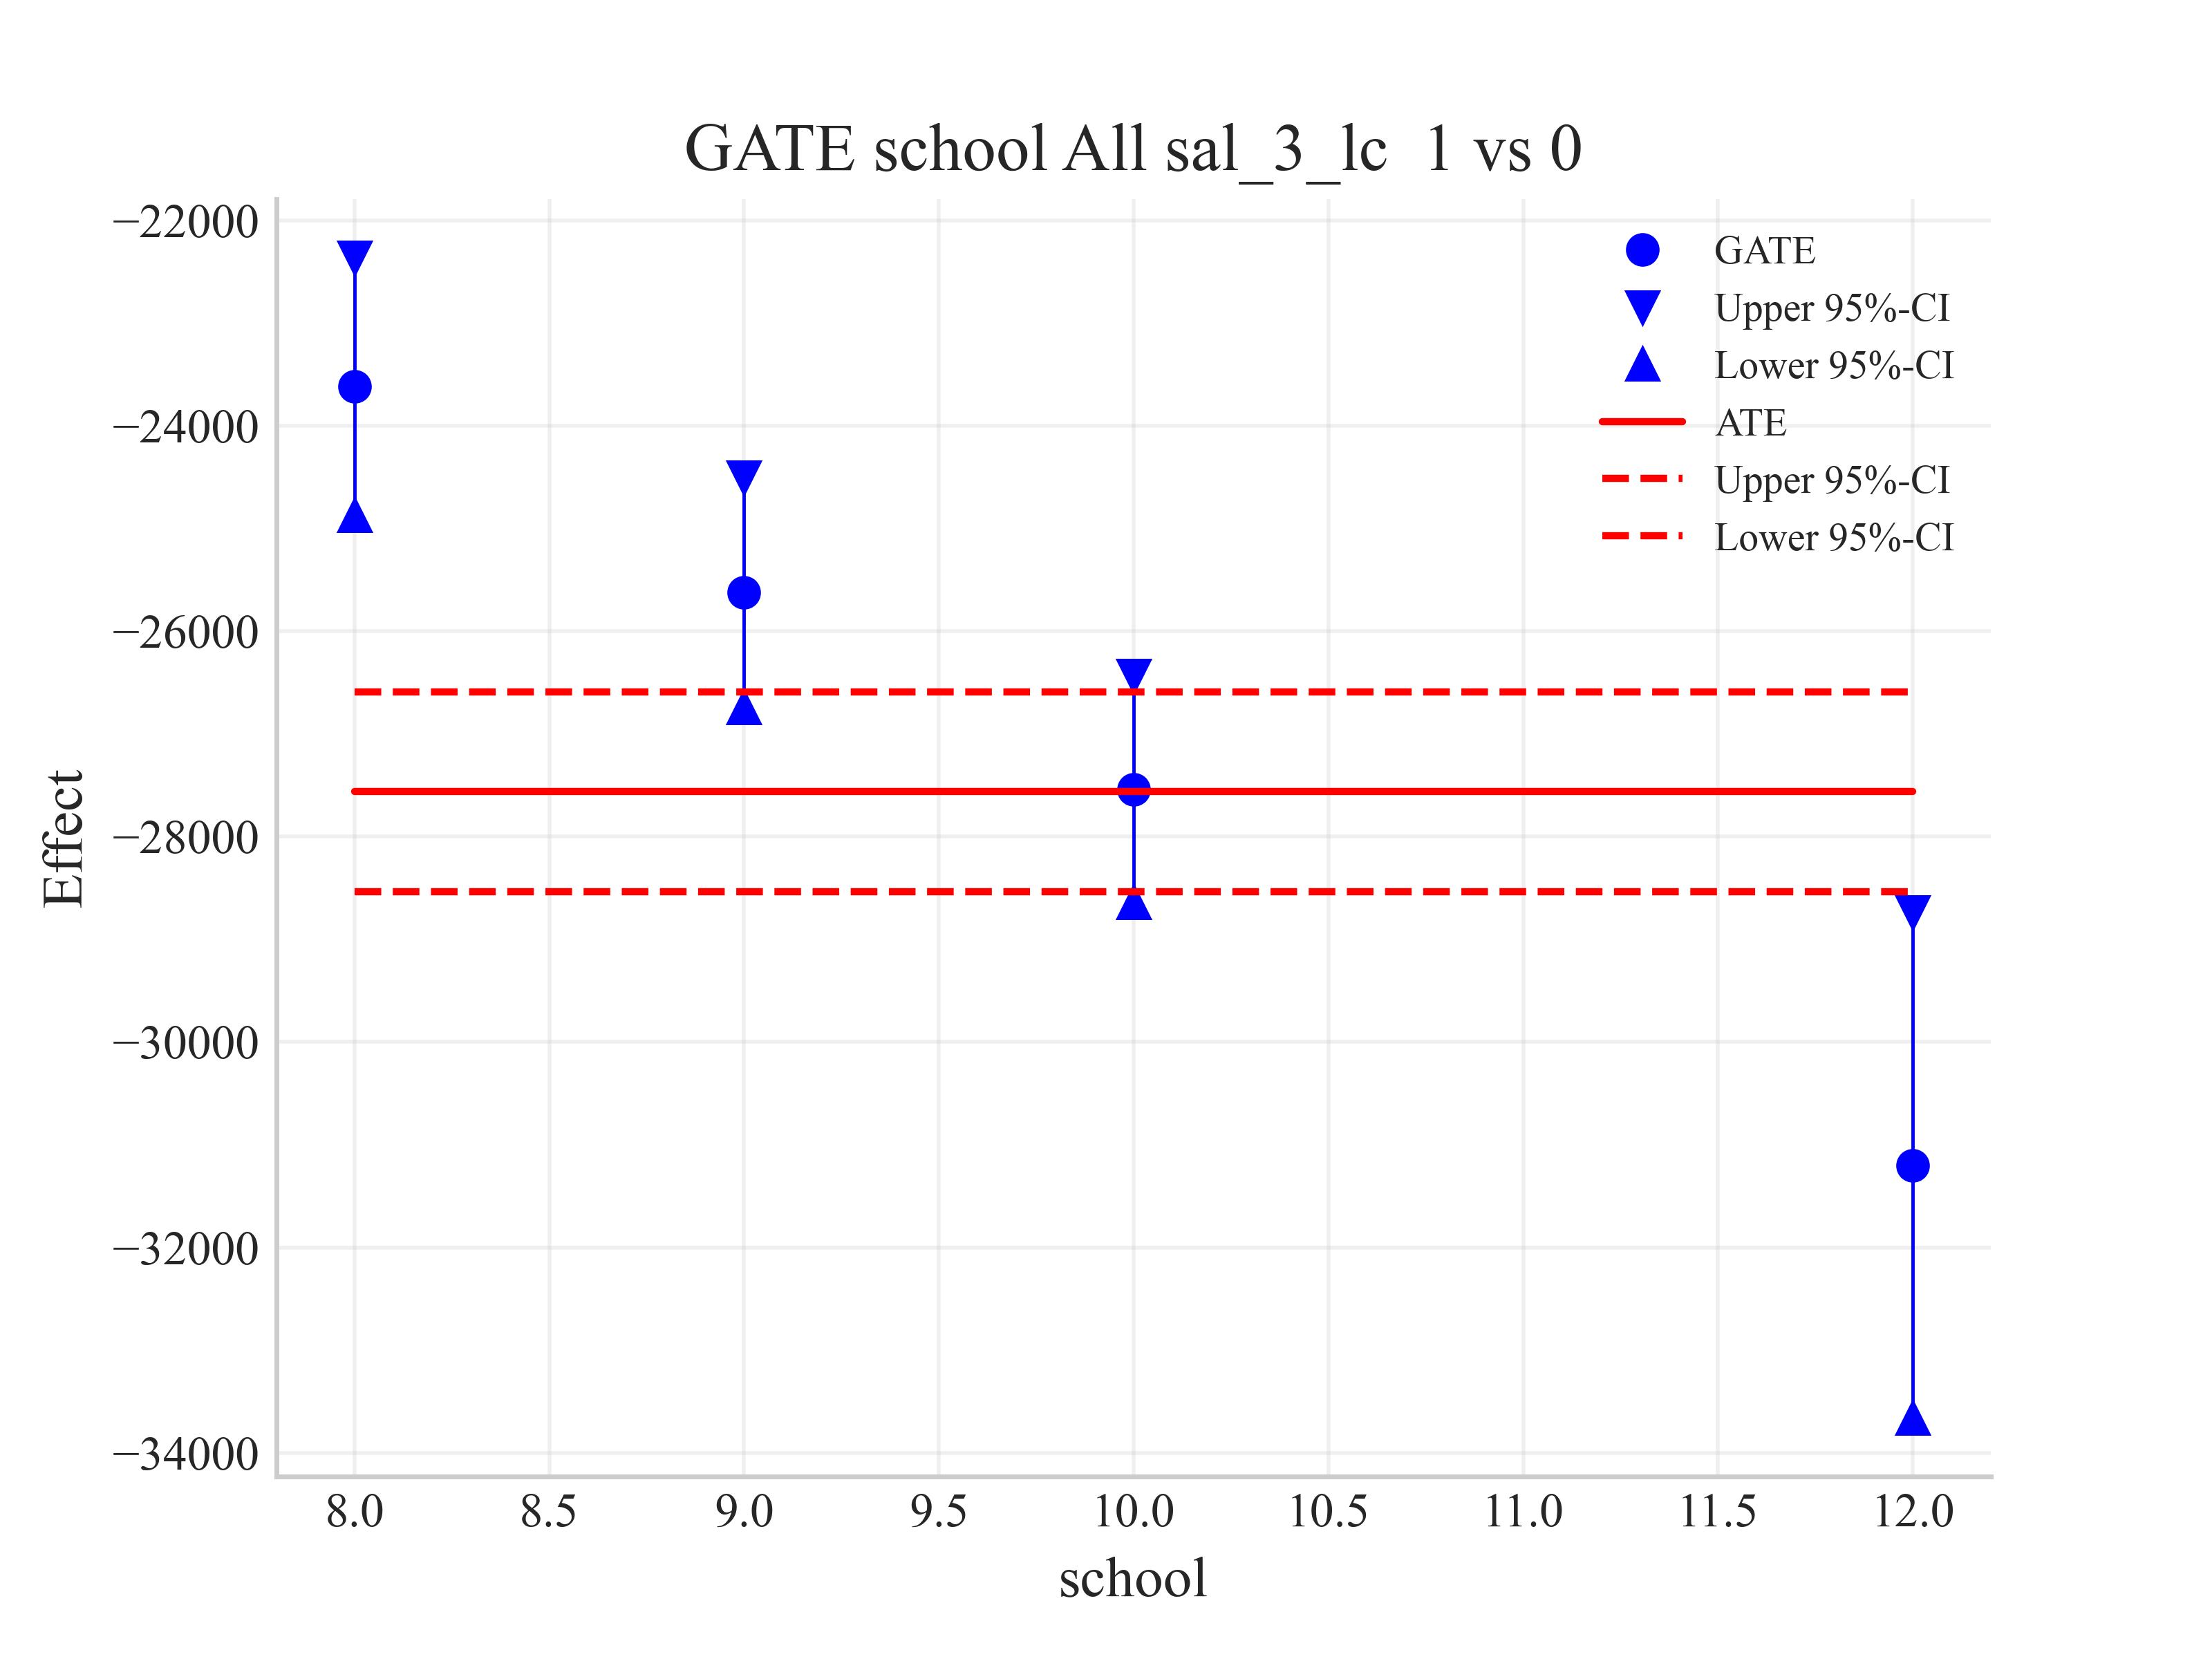 GATE school All sal_3_lc  1 vs 0
−22000
−24000
−26000
−28000
−30000
−32000
−34000
Effect
GATE
Upper 95%-CI
Lower 95%-CI
ATE
Upper 95%-CI
Lower 95%-CI
8.0 8.5 9.0 9.5 10.0 10.5 11.0 11.5 12.0
school